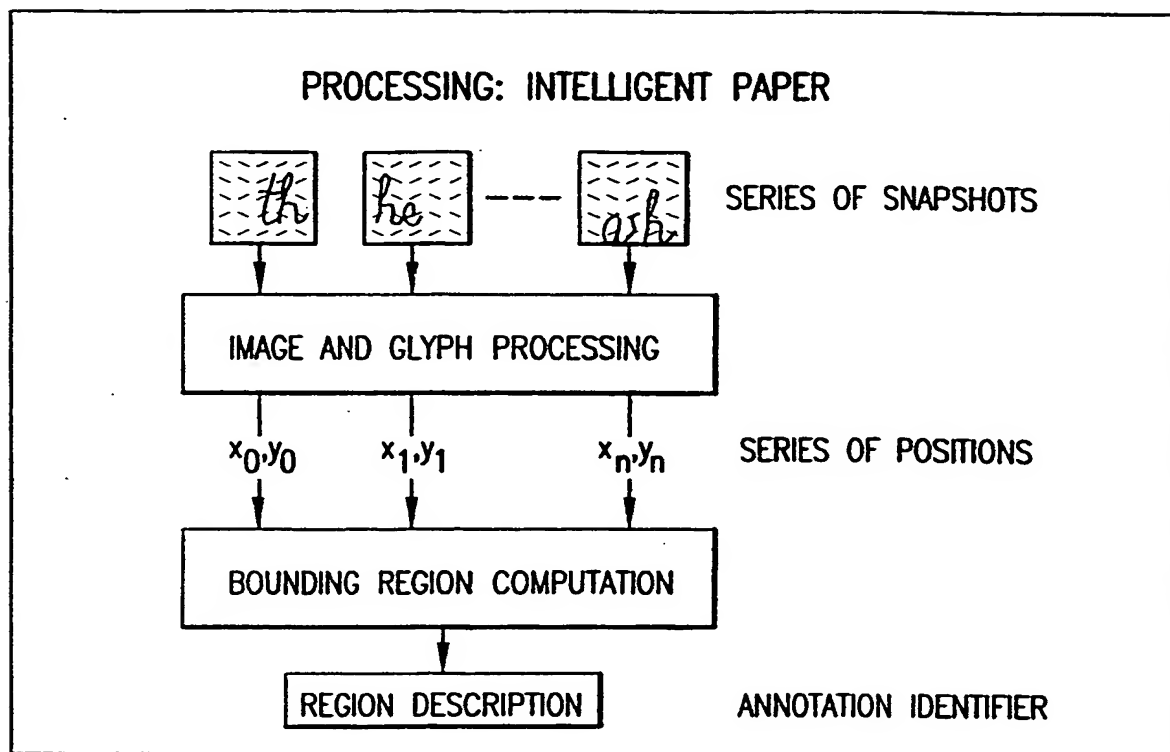 PROCESSING: INTELLIGENT PAPER
th he ash SERIES OF SNAPSHOTS
IMAGE AND GLYPH PROCESSING
x0,y0 x1,y1 xn,yn SERIES OF POSITIONS
BOUNDING REGION COMPUTATION
REGION DESCRIPTION ANNOTATION IDENTIFIER